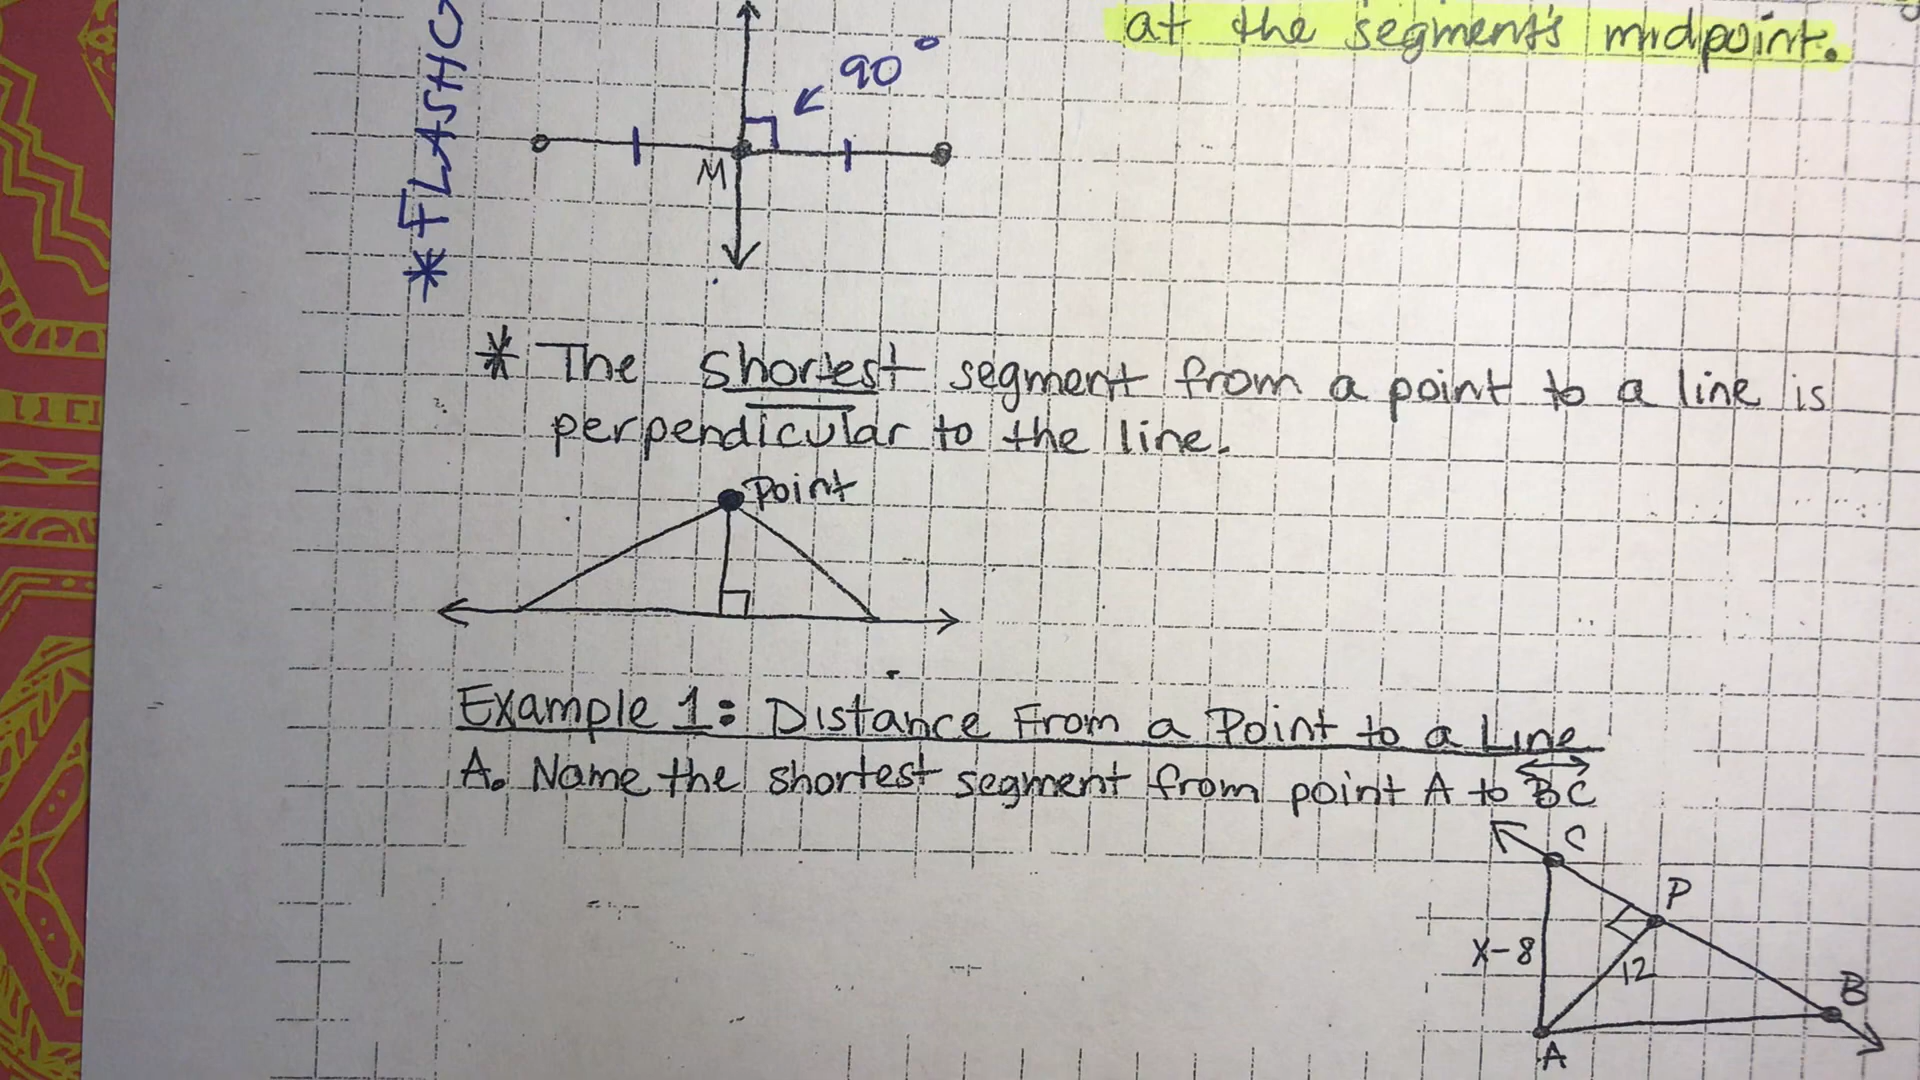 at the segment's midpoint.
90°
M
*FLASHC
* The shortest segment from a point to a line is
perpendicular to the line.
Point
Example 1: Distance From a Point to a Line
A. Name the shortest segment from point A to BC
C
P
x-8
12
B
A